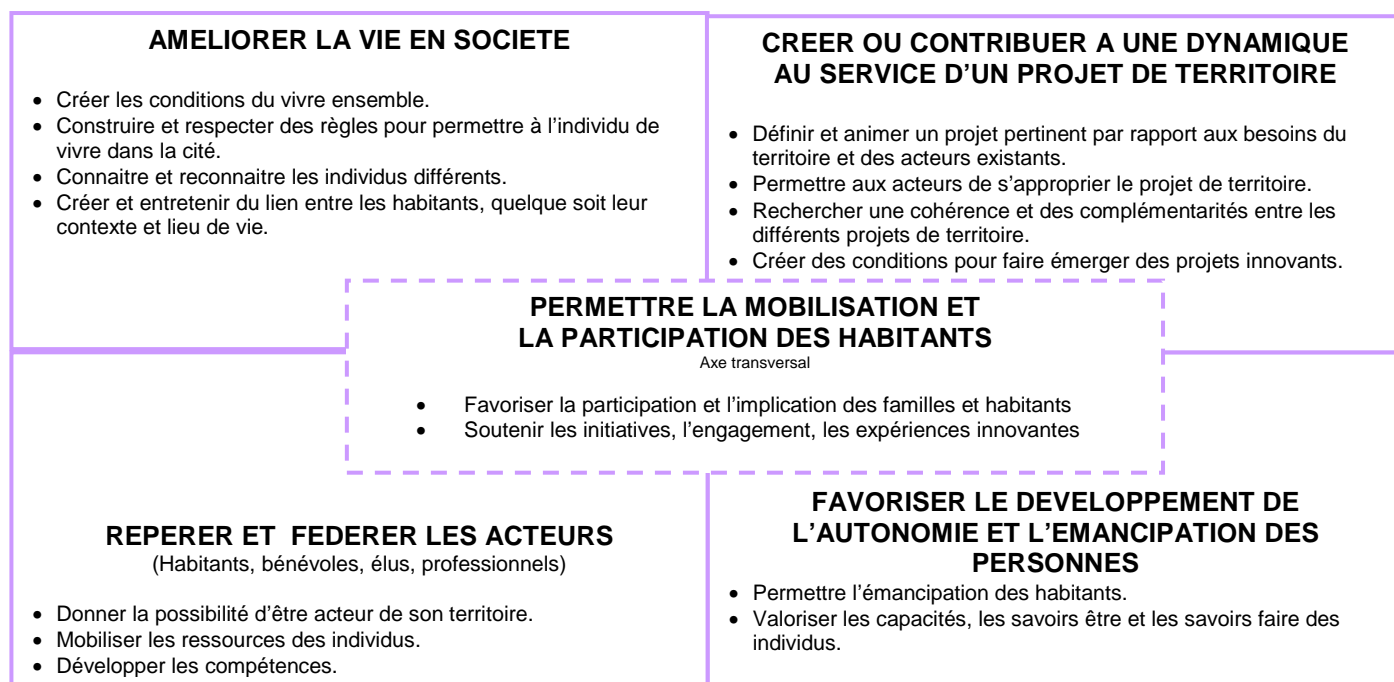 AMELIORER LA VIE EN SOCIETE
• Créer les conditions du vivre ensemble.
• Construire et respecter des règles pour permettre à l’individu de
vivre dans la cité.
• Connaitre et reconnaitre les individus différents.
• Créer et entretenir du lien entre les habitants, quelque soit leur
contexte et lieu de vie.
CREER OU CONTRIBUER A UNE DYNAMIQUE
AU SERVICE D’UN PROJET DE TERRITOIRE
• Définir et animer un projet pertinent par rapport aux besoins du
territoire et des acteurs existants.
• Permettre aux acteurs de s’approprier le projet de territoire.
• Rechercher une cohérence et des complémentarités entre les
différents projets de territoire.
• Créer des conditions pour faire émerger des projets innovants.
PERMETTRE LA MOBILISATION ET
LA PARTICIPATION DES HABITANTS
Axe transversal
• Favoriser la participation et l’implication des familles et habitants
• Soutenir les initiatives, l’engagement, les expériences innovantes
REPERER ET FEDERER LES ACTEURS
(Habitants, bénévoles, élus, professionnels)
• Donner la possibilité d’être acteur de son territoire.
• Mobiliser les ressources des individus.
• Développer les compétences.
FAVORISER LE DEVELOPPEMENT DE
L’AUTONOMIE ET L’EMANCIPATION DES
PERSONNES
• Permettre l’émancipation des habitants.
• Valoriser les capacités, les savoirs être et les savoirs faire des
individus.